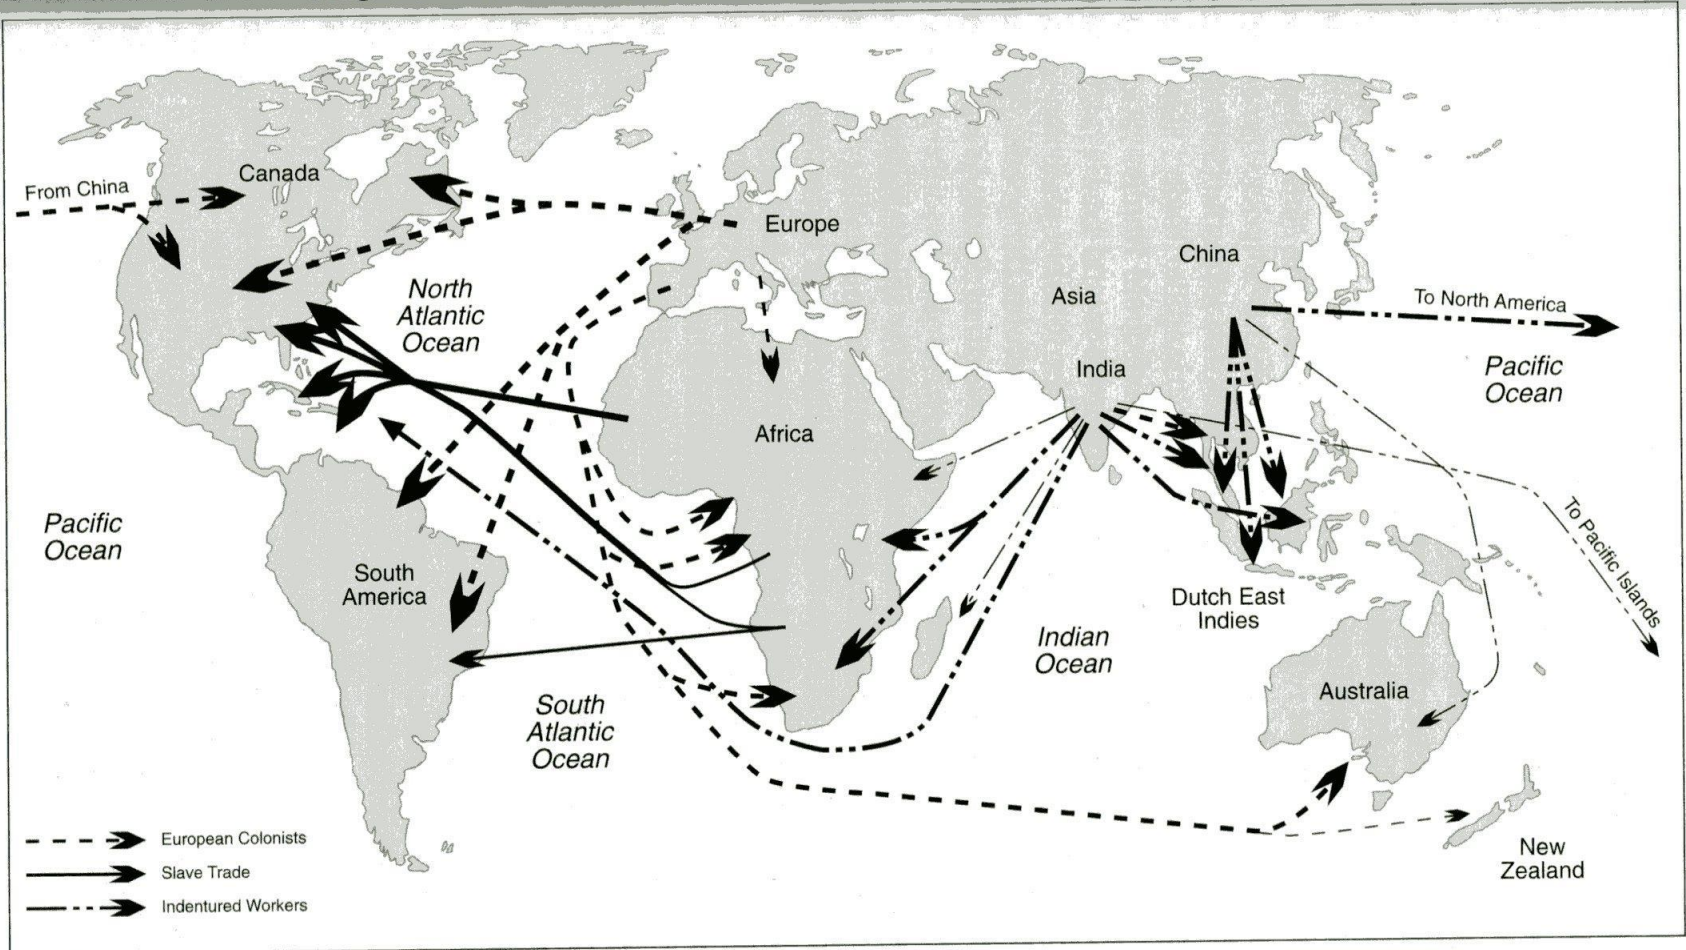 From China
Canada
Europe
China
Asia
India
To North America
North
Atlantic
Ocean
Pacific
Ocean
Africa
Pacific
Ocean
To Pacific Islands
South
America
Dutch East
Indies
Indian
Ocean
Australia
South
Atlantic
Ocean
New
Zealand
European Colonists
Slave Trade
Indentured Workers